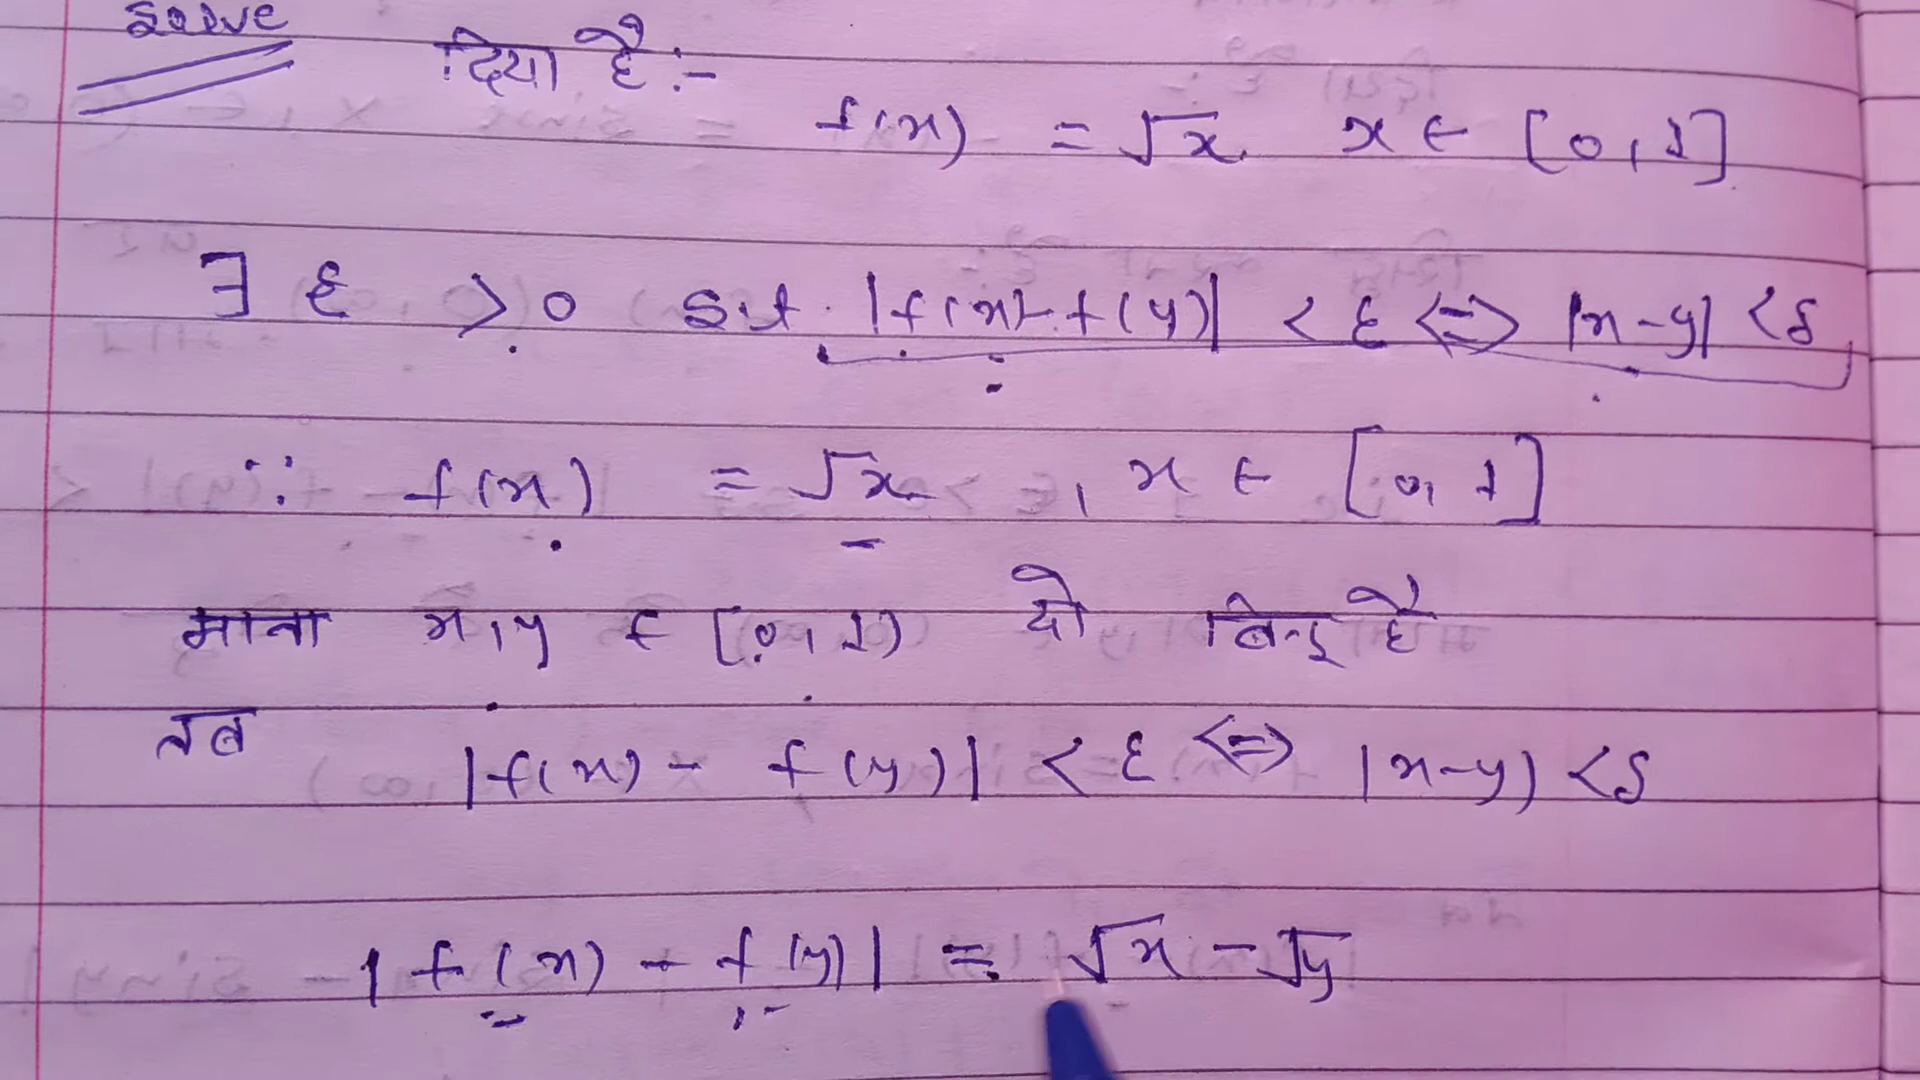 Solve
दिया है:-
f(x) = √x, x ∈ [0, 1]
∃ ε > 0 s.t. |f(x) - f(y)| < ε <=> |x-y| < δ
∵ f(x) = √x, x ∈ [0, 1]
माना x, y ∈ [0, 1) दो बिन्दु है
तब |f(x) - f(y)| < ε <=> |x-y) < δ
|f(x) - f(y)| = √x - √y